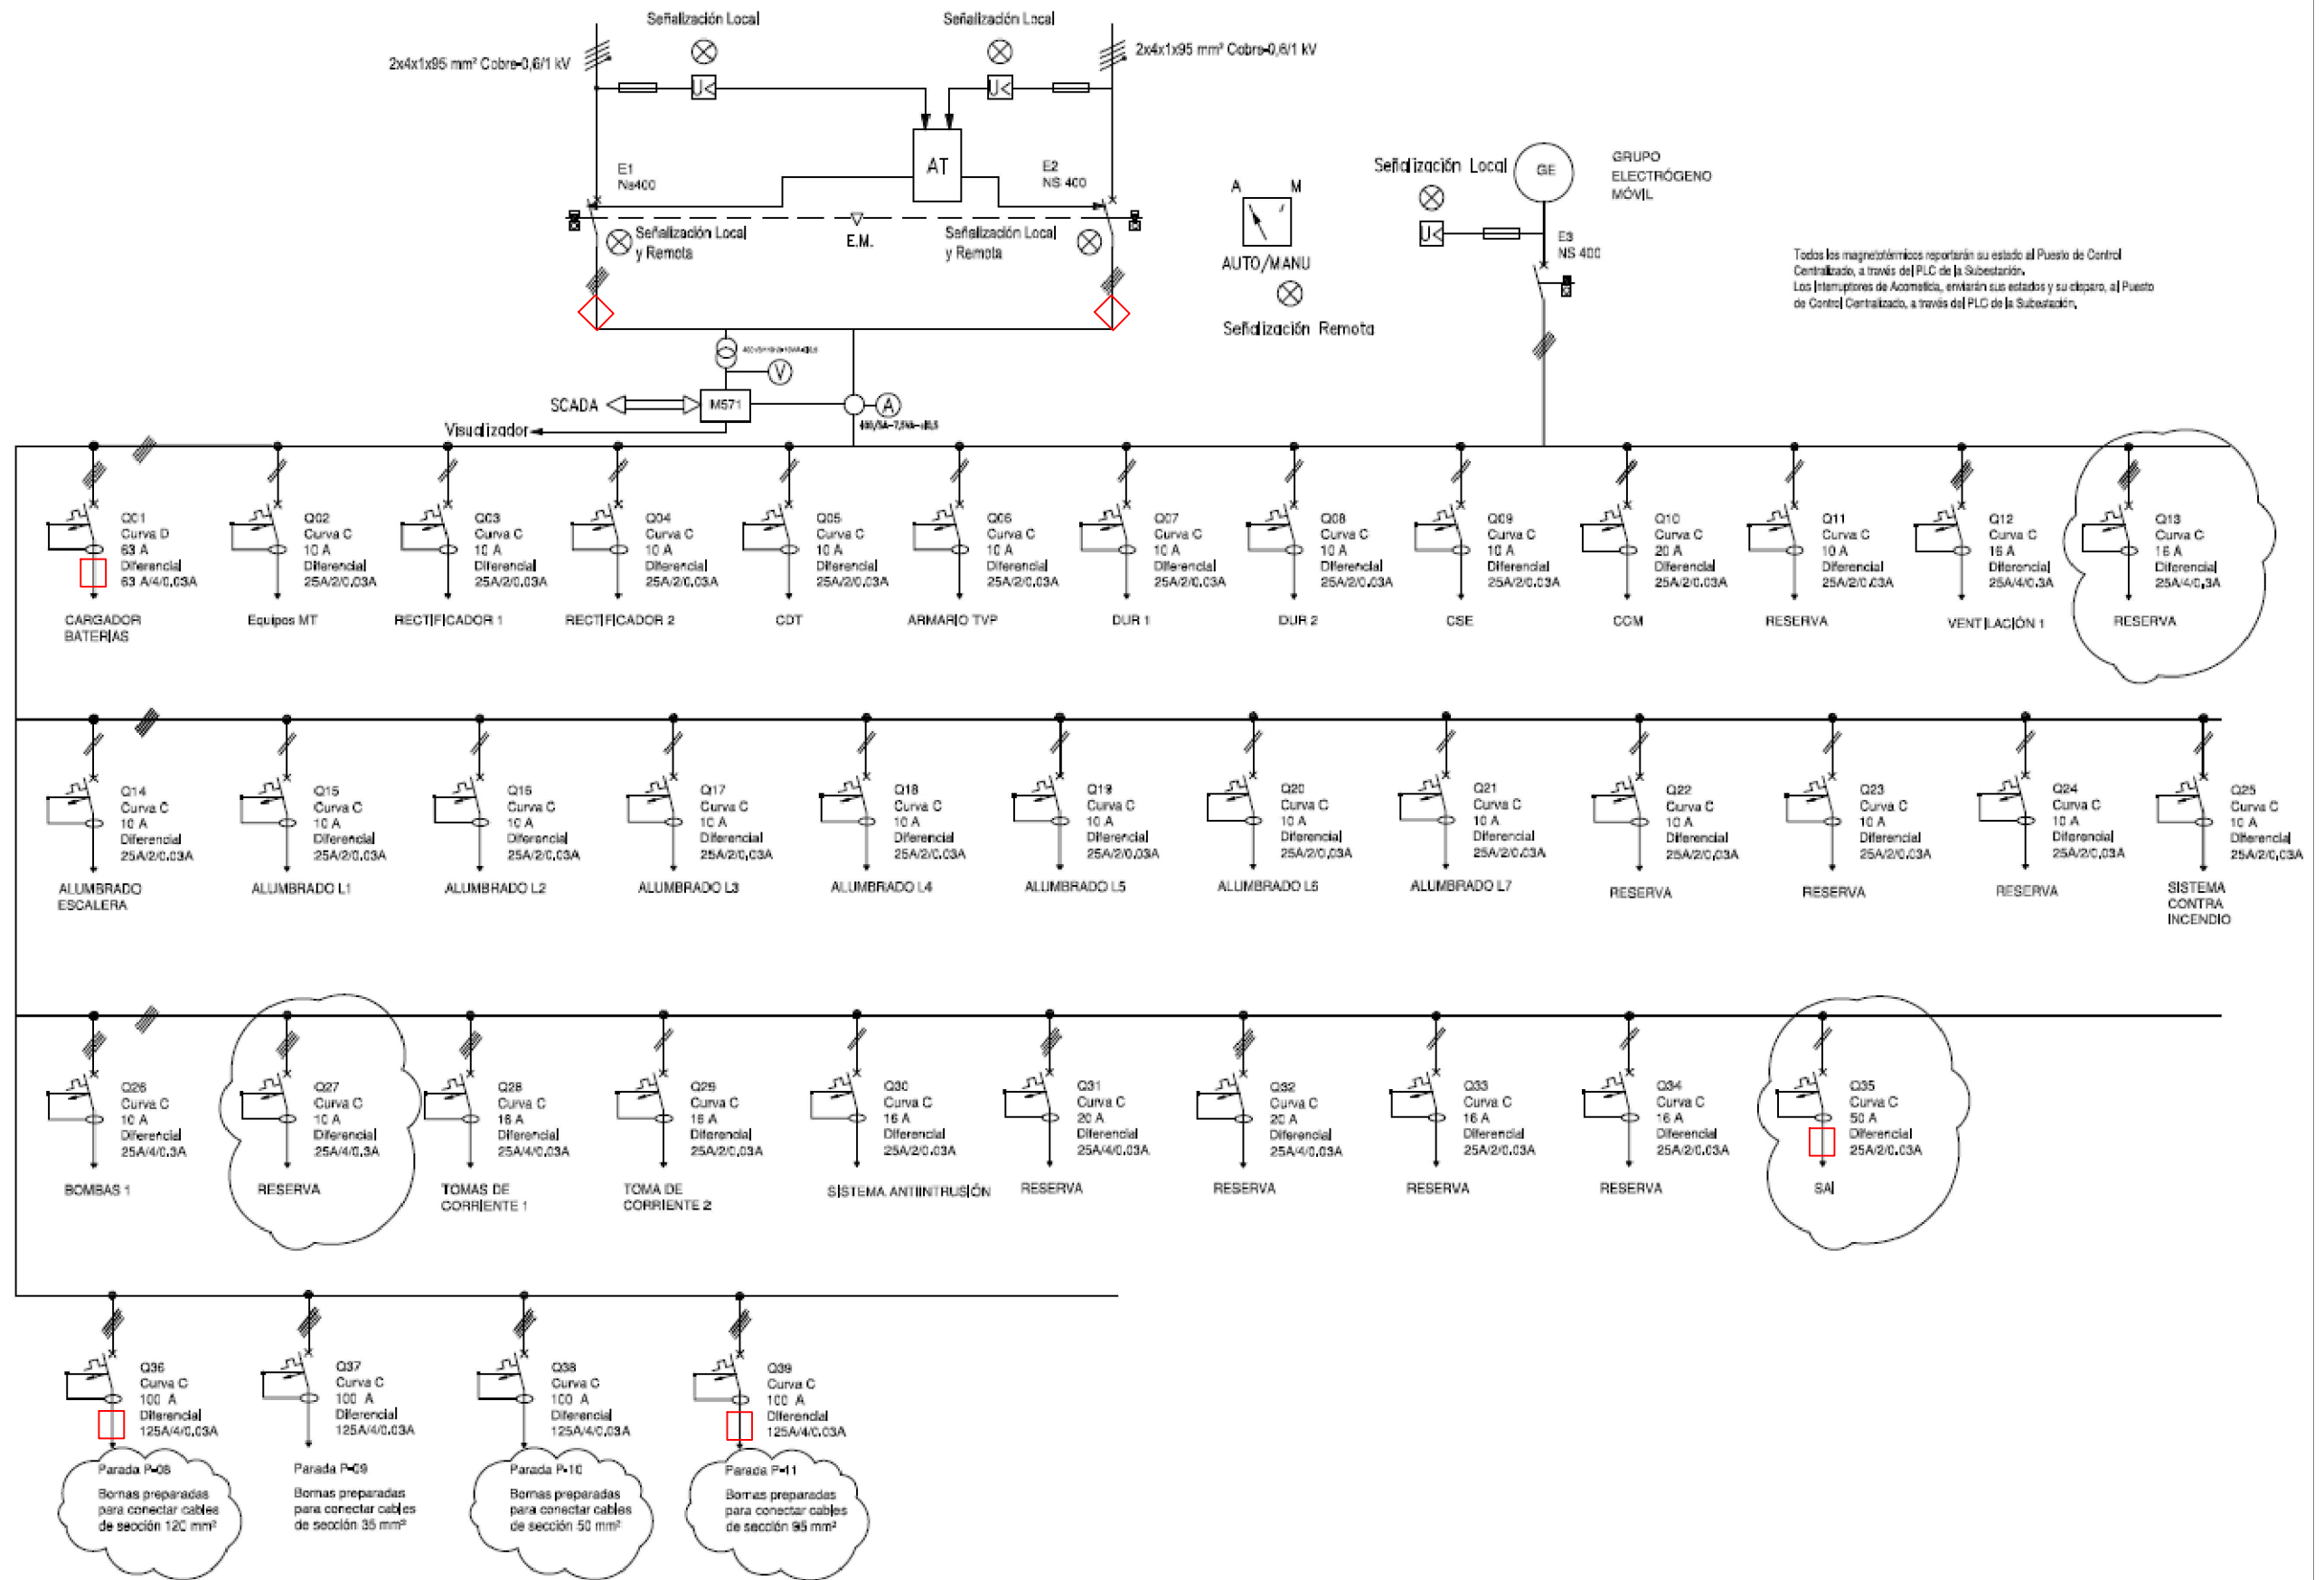 Señalización Local
Señalización Local
2x4x1x95 mm² Cobre-0,6/1 kV
2x4x1x95 mm² Cobre-0,6/1 kV
U<
U<
AT
E1
Ns400
E2
NS 400
Señalización Local
y Remota
E.M.
Señalización Local
y Remota
A M
AUTO/MANU
Señalización Remota
Señalización Local
GE
GRUPO
ELECTRÓGENO
MÓVIL
U<
E3
NS 400
Todos los magnetotérmicos reportarán su estado al Puesto de Control
Centralizado, a través del PLC de la Subestación.
Los Interruptores de Acometida, enviarán sus estados y su disparo, al Puesto
de Control Centralizado, a través del PLC de la Subestación.
V
SCADA
M571
A
Visualizador
Q01
Curva D
63 A
Diferencial
63 A/4/0.03A
CARGADOR
BATERÍAS
Q02
Curva C
10 A
Diferencial
25A/2/0.03A
Equipos MT
Q03
Curva C
10 A
Diferencial
25A/2/0.03A
RECTIFICADOR 1
Q04
Curva C
10 A
Diferencial
25A/2/0.03A
RECTIFICADOR 2
Q05
Curva C
10 A
Diferencial
25A/2/0.03A
CDT
Q06
Curva C
10 A
Diferencial
25A/2/0.03A
ARMARIO TVP
Q07
Curva C
10 A
Diferencial
25A/2/0.03A
DUR 1
Q08
Curva C
10 A
Diferencial
25A/2/0.03A
DUR 2
Q09
Curva C
10 A
Diferencial
25A/2/0.03A
CSE
Q10
Curva C
20 A
Diferencial
25A/2/0.03A
CCM
Q11
Curva C
10 A
Diferencial
25A/2/0.03A
RESERVA
Q12
Curva C
16 A
Diferencial
25A/4/0.3A
VENTILACIÓN 1
Q13
Curva C
16 A
Diferencial
25A/4/0,3A
RESERVA
Q14
Curva C
10 A
Diferencial
25A/2/0.03A
ALUMBRADO
ESCALERA
Q15
Curva C
10 A
Diferencial
25A/2/0,03A
ALUMBRADO L1
Q16
Curva C
10 A
Diferencial
25A/2/0,03A
ALUMBRADO L2
Q17
Curva C
10 A
Diferencial
25A/2/0,03A
ALUMBRADO L3
Q18
Curva C
10 A
Diferencial
25A/2/0.03A
ALUMBRADO L4
Q19
Curva C
10 A
Diferencial
25A/2/0.03A
ALUMBRADO L5
Q20
Curva C
10 A
Diferencial
25A/2/0,03A
ALUMBRADO L6
Q21
Curva C
10 A
Diferencial
25A/2/0,03A
ALUMBRADO L7
Q22
Curva C
10 A
Diferencial
25A/2/0,03A
RESERVA
Q23
Curva C
10 A
Diferencial
25A/2/0.03A
RESERVA
Q24
Curva C
10 A
Diferencial
25A/2/0,03A
RESERVA
Q25
Curva C
10 A
Diferencial
25A/2/0,03A
SISTEMA
CONTRA
INCENDIO
Q26
Curva C
10 A
Diferencial
25A/4/0.3A
BOMBAS 1
Q27
Curva C
10 A
Diferencial
25A/4/0.3A
RESERVA
Q28
Curva C
16 A
Diferencial
25A/4/0.03A
TOMAS DE
CORRIENTE 1
Q29
Curva C
16 A
Diferencial
25A/2/0,03A
TOMA DE
CORRIENTE 2
Q30
Curva C
16 A
Diferencial
25A/2/0.03A
SISTEMA ANTIINTRUSIÓN
Q31
Curva C
20 A
Diferencial
25A/4/0.03A
RESERVA
Q32
Curva C
20 A
Diferencial
25A/4/0,03A
RESERVA
Q33
Curva C
16 A
Diferencial
25A/2/0.03A
RESERVA
Q34
Curva C
16 A
Diferencial
25A/2/0.03A
RESERVA
Q35
Curva C
50 A
Diferencial
25A/2/0.03A
SAI
Q36
Curva C
100 A
Diferencial
125A/4/0.03A
Parada P-08
Bornas preparadas
para conectar cables
de sección 120 mm²
Q37
Curva C
100 A
Diferencial
125A/4/0.03A
Parada P-09
Bornas preparadas
para conectar cables
de sección 35 mm²
Q38
Curva C
100 A
Diferencial
125A/4/0.03A
Parada P-10
Bornas preparadas
para conectar cables
de sección 50 mm²
Q39
Curva C
100 A
Diferencial
125A/4/0.03A
Parada P-11
Bornas preparadas
para conectar cables
de sección 95 mm²